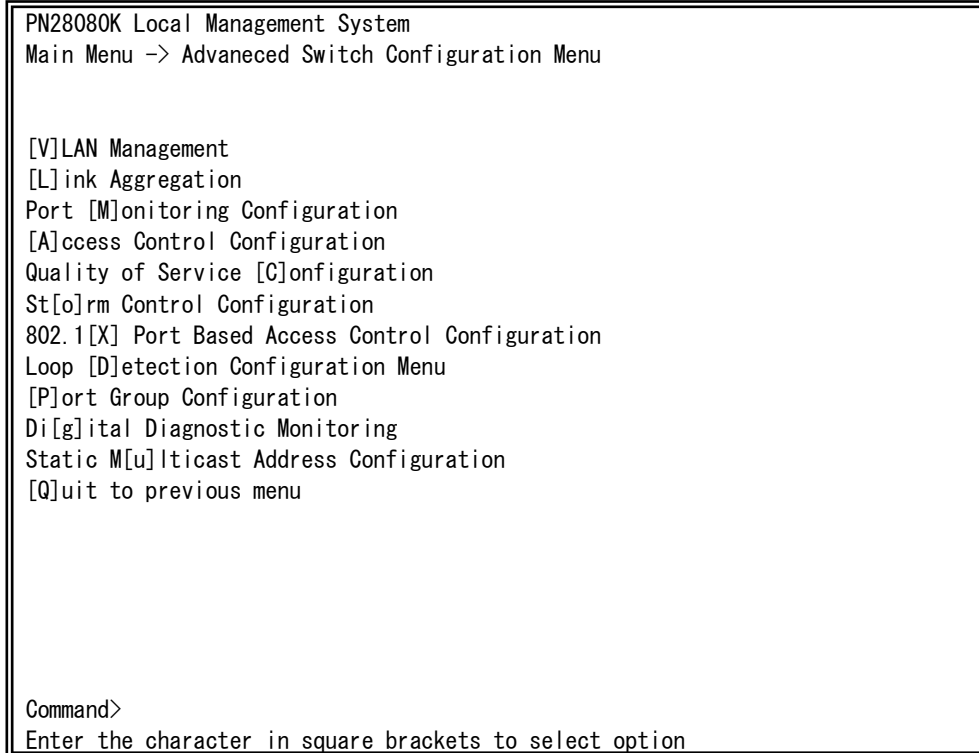 PN28080K Local Management System
Main Menu -> Advaneced Switch Configuration Menu
[V]LAN Management
[L]ink Aggregation
Port [M]onitoring Configuration
[A]ccess Control Configuration
Quality of Service [C]onfiguration
St[o]rm Control Configuration
802.1[X] Port Based Access Control Configuration
Loop [D]etection Configuration Menu
[P]ort Group Configuration
Di[g]ital Diagnostic Monitoring
Static M[u]lticast Address Configuration
[Q]uit to previous menu
Command>
Enter the character in square brackets to select option